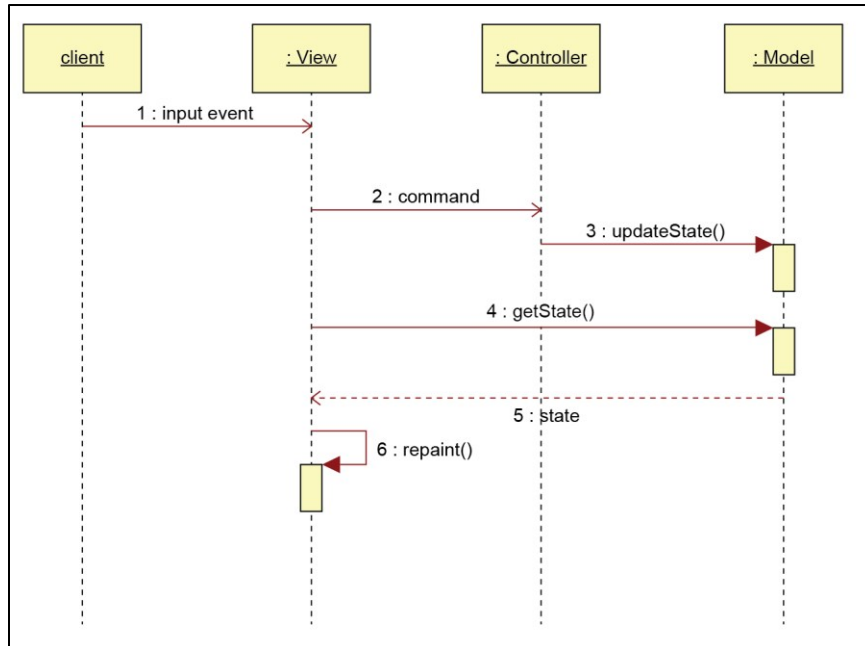 client
: View
: Controller
: Model
1 : input event
2 : command
3 : updateState()
4 : getState()
5 : state
6 : repaint()